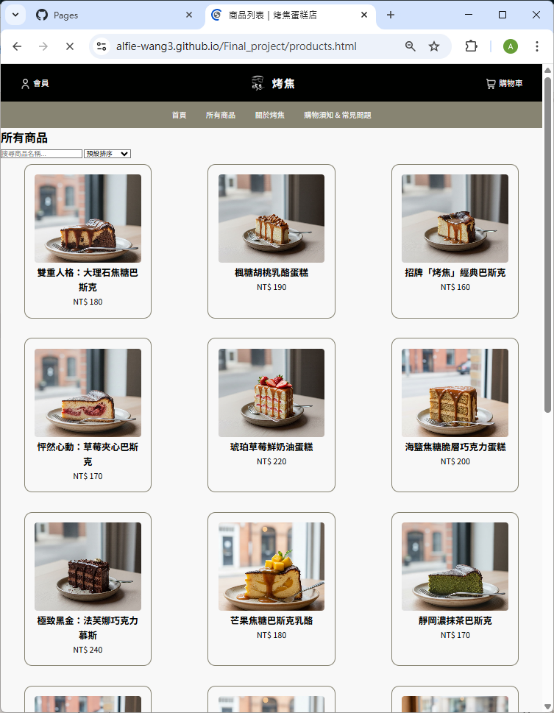 Pages
商品列表 | 烤焦蛋糕店
alfie-wang3.github.io/Final_project/products.html
A
會員
烤焦
購物車
首頁 所有商品 關於烤焦 購物須知 & 常見問題
所有商品
搜尋商品名稱... 預設排序
雙重人格：大理石焦糖巴
斯克
NT$ 180
楓糖胡桃乳酪蛋糕
NT$ 190
招牌「烤焦」經典巴斯克
NT$ 160
怦然心動：草莓夾心巴斯
克
NT$ 170
琥珀草莓鮮奶油蛋糕
NT$ 220
海鹽焦糖脆層巧克力蛋糕
NT$ 200
極致黑金：法芙娜巧克力
慕斯
NT$ 240
芒果焦糖巴斯克乳酪
NT$ 180
靜岡濃抹茶巴斯克
NT$ 170